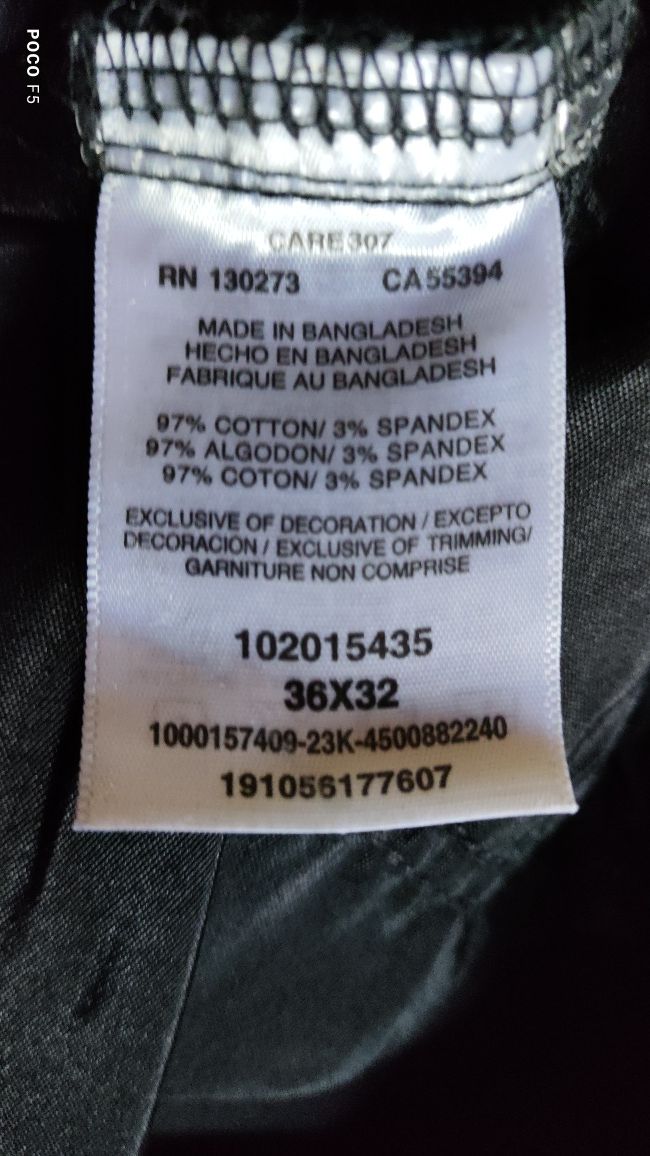 POCO F5
CARE307
RN 130273 CA55394
MADE IN BANGLADESH
HECHO EN BANGLADESH
FABRIQUE AU BANGLADESH
97% COTTON/ 3% SPANDEX
97% ALGODON/ 3% SPANDEX
97% COTON/ 3% SPANDEX
EXCLUSIVE OF DECORATION / EXCEPTO
DECORACION / EXCLUSIVE OF TRIMMING/
GARNITURE NON COMPRISE
102015435
36X32
1000157409-23K-4500882240
191056177607